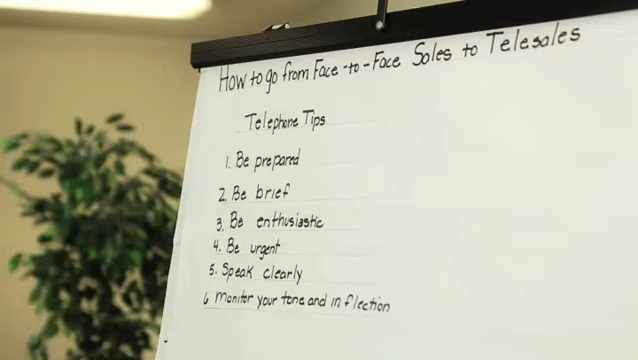 How to go from Face-to-Face Sales to Telesales
Telephone Tips
1. Be prepared
2. Be brief
3. Be enthusiastic
4. Be urgent
5. Speak clearly
6 Monitor your tone and inflection